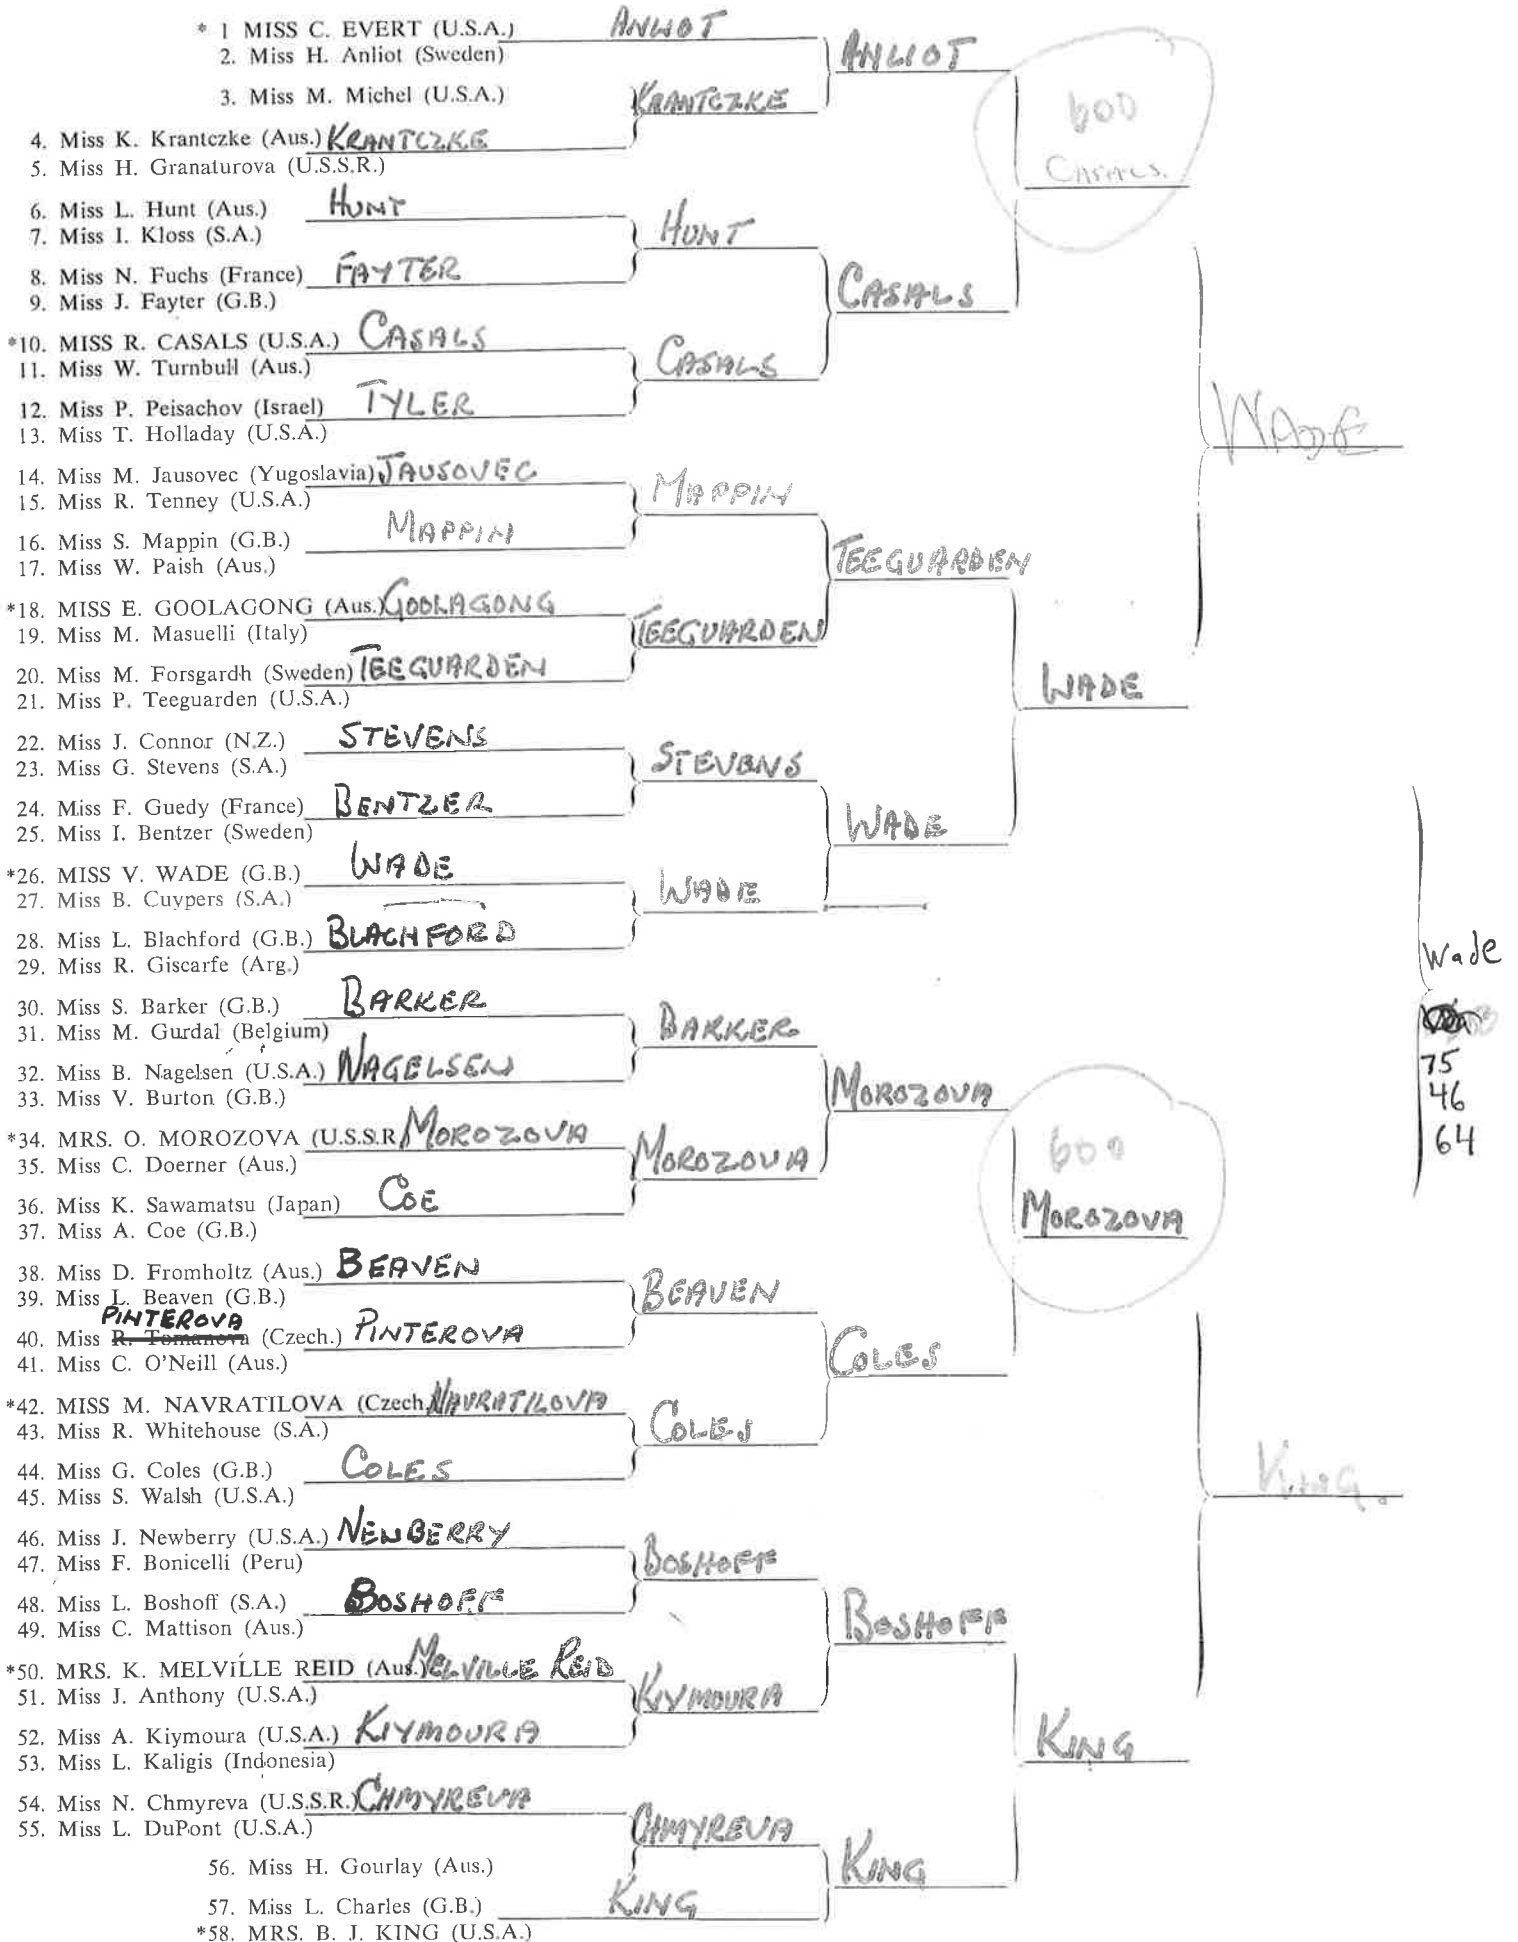 * 1 MISS C. EVERT (U.S.A.) ANLIOT
2. Miss H. Anliot (Sweden) ANLIOT
3. Miss M. Michel (U.S.A.) KRANTCZKE 600
4. Miss K. Krantczke (Aus.) KRANTCZKE
5. Miss H. Granaturova (U.S.S.R.) CASALS.
6. Miss L. Hunt (Aus.) HUNT
7. Miss I. Kloss (S.A.) HUNT
8. Miss N. Fuchs (France) FAYTER
9. Miss J. Fayter (G.B.) CASALS
*10. MISS R. CASALS (U.S.A.) CASALS
11. Miss W. Turnbull (Aus.) CASALS
12. Miss P. Peisachov (Israel) TYLER
13. Miss T. Holladay (U.S.A.) WADE
14. Miss M. Jausovec (Yugoslavia) JAUSOVEC
15. Miss R. Tenney (U.S.A.) MAPPIN
16. Miss S. Mappin (G.B.) MAPPIN
17. Miss W. Paish (Aus.) TEEGUARDEN
*18. MISS E. GOOLAGONG (Aus.) GOOLAGONG
19. Miss M. Masuelli (Italy) TEEGUARDEN
20. Miss M. Forsgardh (Sweden) TEEGUARDEN
21. Miss P. Teeguarden (U.S.A.) WADE
22. Miss J. Connor (N.Z.) STEVENS
23. Miss G. Stevens (S.A.) STEVENS
24. Miss F. Guedy (France) BENTZER
25. Miss I. Bentzer (Sweden) WADE
*26. MISS V. WADE (G.B.) WADE
27. Miss B. Cuypers (S.A.) WADE
28. Miss L. Blachford (G.B.) BLACHFORD
29. Miss R. Giscarfe (Arg.) Wade
30. Miss S. Barker (G.B.) BARKER
31. Miss M. Gurdal (Belgium) BARKER
32. Miss B. Nagelsen (U.S.A.) NAGELSEN 75
33. Miss V. Burton (G.B.) MOROZOVA 46
*34. MRS. O. MOROZOVA (U.S.S.R.) MOROZOVA 64
35. Miss C. Doerner (Aus.) MOROZOVA 600
36. Miss K. Sawamatsu (Japan) COE
37. Miss A. Coe (G.B.) MOROZOVA
38. Miss D. Fromholtz (Aus.) BEAVEN
39. Miss L. Beaven (G.B.) BEAVEN
PINTEROVA
40. Miss R. Tomanova (Czech.) PINTEROVA
41. Miss C. O'Neill (Aus.) COLES
*42. MISS M. NAVRATILOVA (Czech.) NAVRATILOVA
43. Miss R. Whitehouse (S.A.) COLES
44. Miss G. Coles (G.B.) COLES
45. Miss S. Walsh (U.S.A.) KING.
46. Miss J. Newberry (U.S.A.) NEWBERRY
47. Miss F. Bonicelli (Peru) BOSHOFF
48. Miss L. Boshoff (S.A.) BOSHOFF
49. Miss C. Mattison (Aus.) BOSHOFF
*50. MRS. K. MELVILLE REID (Aus.) MELVILLE REID
51. Miss J. Anthony (U.S.A.) KIYMOURA
52. Miss A. Kiymoura (U.S.A.) KIYMOURA
53. Miss L. Kaligis (Indonesia) KING
54. Miss N. Chmyreva (U.S.S.R.) CHMYREVA
55. Miss L. DuPont (U.S.A.) CHMYREVA
56. Miss H. Gourlay (Aus.) KING
57. Miss L. Charles (G.B.) KING
*58. MRS. B. J. KING (U.S.A.)